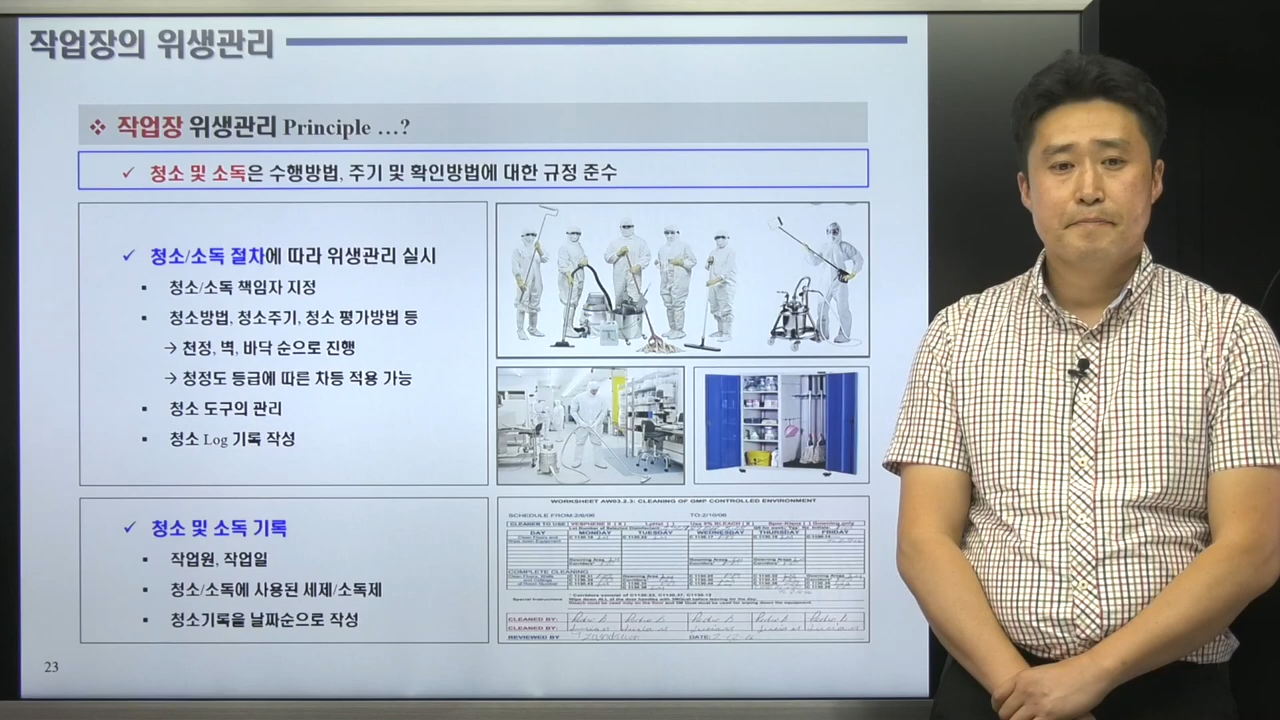 작업장의 위생관리
❖ 작업장 위생관리 Principle …?
✓ 청소 및 소독은 수행방법, 주기 및 확인방법에 대한 규정 준수
✓ 청소/소독 절차에 따라 위생관리 실시
▪ 청소/소독 책임자 지정
▪ 청소방법, 청소주기, 청소 평가방법 등
→ 천정, 벽, 바닥 순으로 진행
→ 청정도 등급에 따른 차등 적용 가능
▪ 청소 도구의 관리
▪ 청소 Log 기록 작성
✓ 청소 및 소독 기록
▪ 작업원, 작업일
▪ 청소/소독에 사용된 세제/소독제
▪ 청소기록을 날짜순으로 작성
WORKSHEET AW03.2.3: CLEANING OF GMP CONTROLLED ENVIRONMENT
SCHEDULE FROM: TO:
CLEANER TO USE
DAY MONDAY TUESDAY WEDNESDAY THURSDAY FRIDAY
COMPLETE CLEANING
Special Instructions
CLEANED BY:
CLEANED BY:
REVIEWED BY DATE:
23